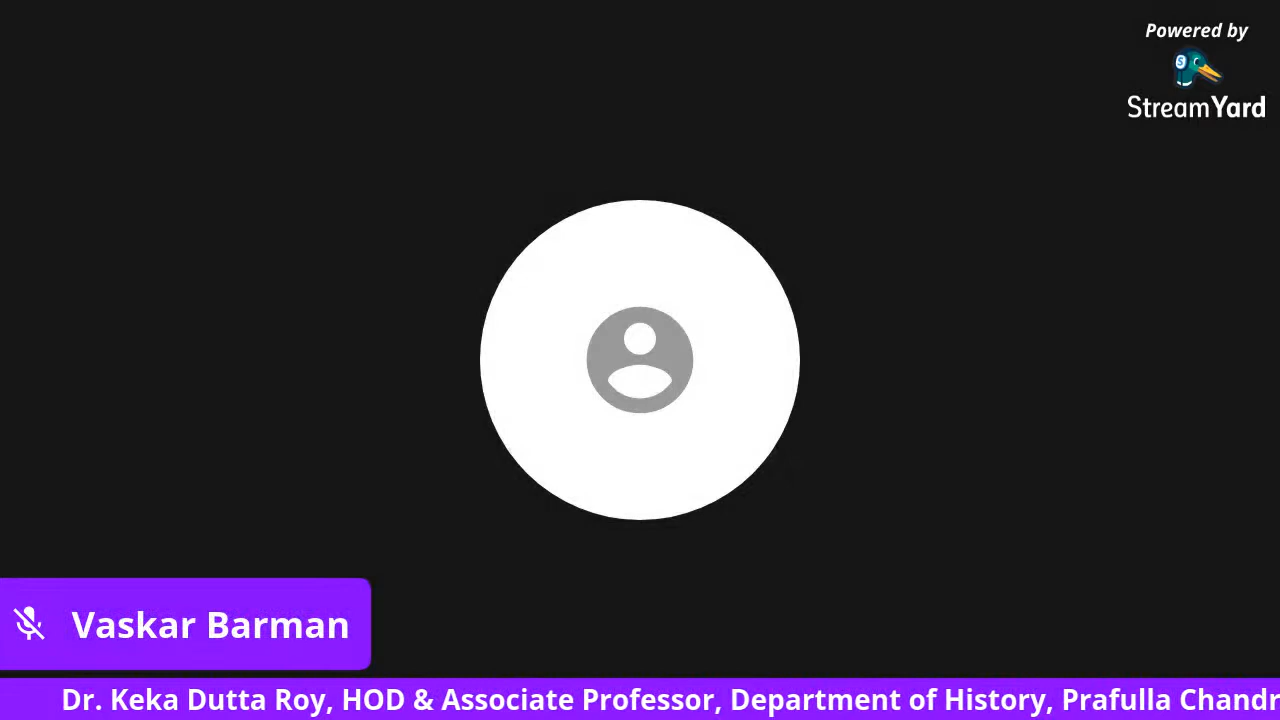 Powered by
S
StreamYard
Vaskar Barman
Dr. Keka Dutta Roy, HOD & Associate Professor, Department of History, Prafulla Chandr